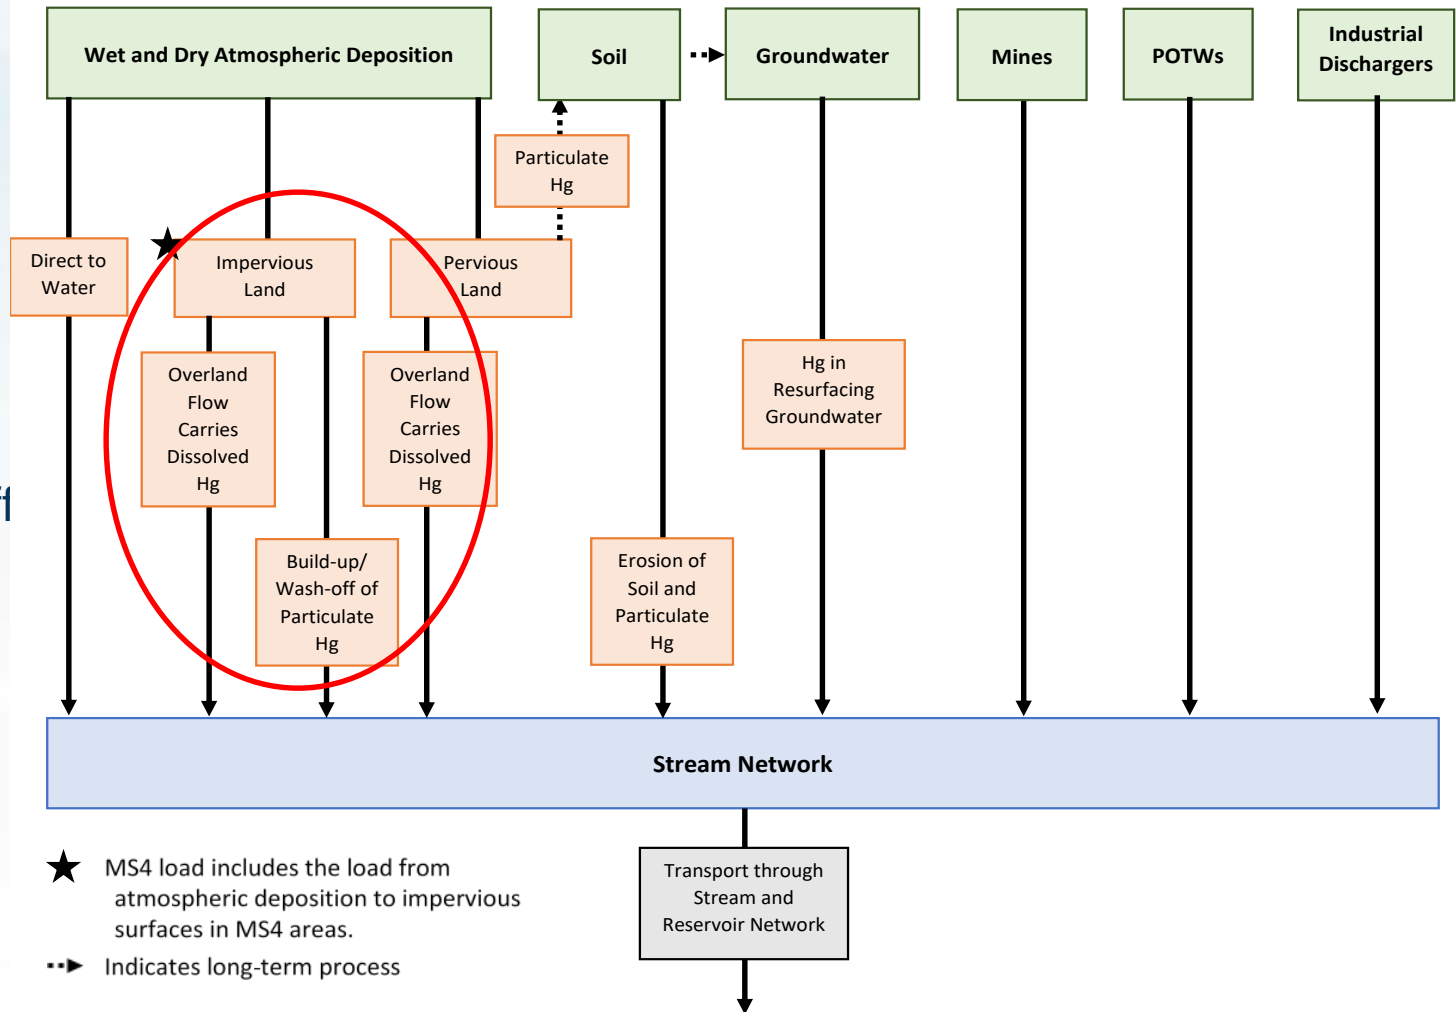 Wet and Dry Atmospheric Deposition
Soil
Groundwater
Mines
POTWs
Industrial
Dischargers
Particulate
Hg
Direct to
Water
Impervious
Land
Pervious
Land
Overland
Flow
Carries
Dissolved
Hg
Overland
Flow
Carries
Dissolved
Hg
Hg in
Resurfacing
Groundwater
Build-up/
Wash-off of
Particulate
Hg
Erosion of
Soil and
Particulate
Hg
Stream Network
Transport through
Stream and
Reservoir Network
MS4 load includes the load from
atmospheric deposition to impervious
surfaces in MS4 areas.
Indicates long-term process